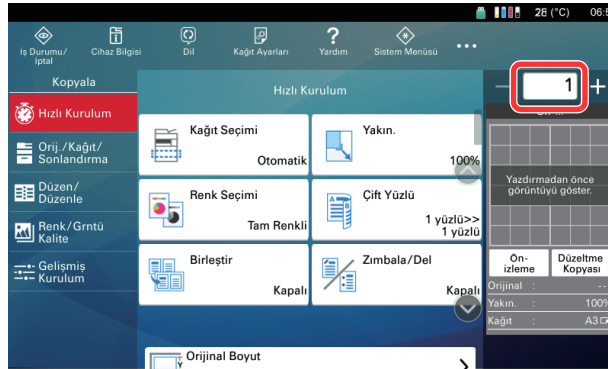 28 (°C) 06:5
İş Durumu/
İptal
Cihaz Bilgisi
Dil
Kağıt Ayarları
Yardım
Sistem Menüsü
Kopyala
Hızlı Kurulum
Orij./Kağıt/
Sonlandırma
Düzen/
Düzenle
Renk/Grntü
Kalite
Gelişmiş
Kurulum
Hızlı Kurulum
Kağıt Seçimi
Otomatik
Yakın.
100%
Renk Seçimi
Tam Renkli
Çift Yüzlü
1 yüzlü>>
1 yüzlü
Birleştir
Kapalı
Zımbala/Del
Kapalı
Orijinal Boyut
1
Yazdırmadan önce
görüntüyü göster.
Ön-
izleme
Düzeltme
Kopyası
Orijinal : --
Yakın. : 100%
Kağıt : A3